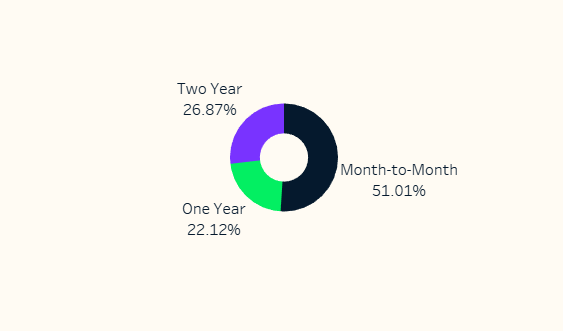 Two Year
26.87%
Month-to-Month
51.01%
One Year
22.12%